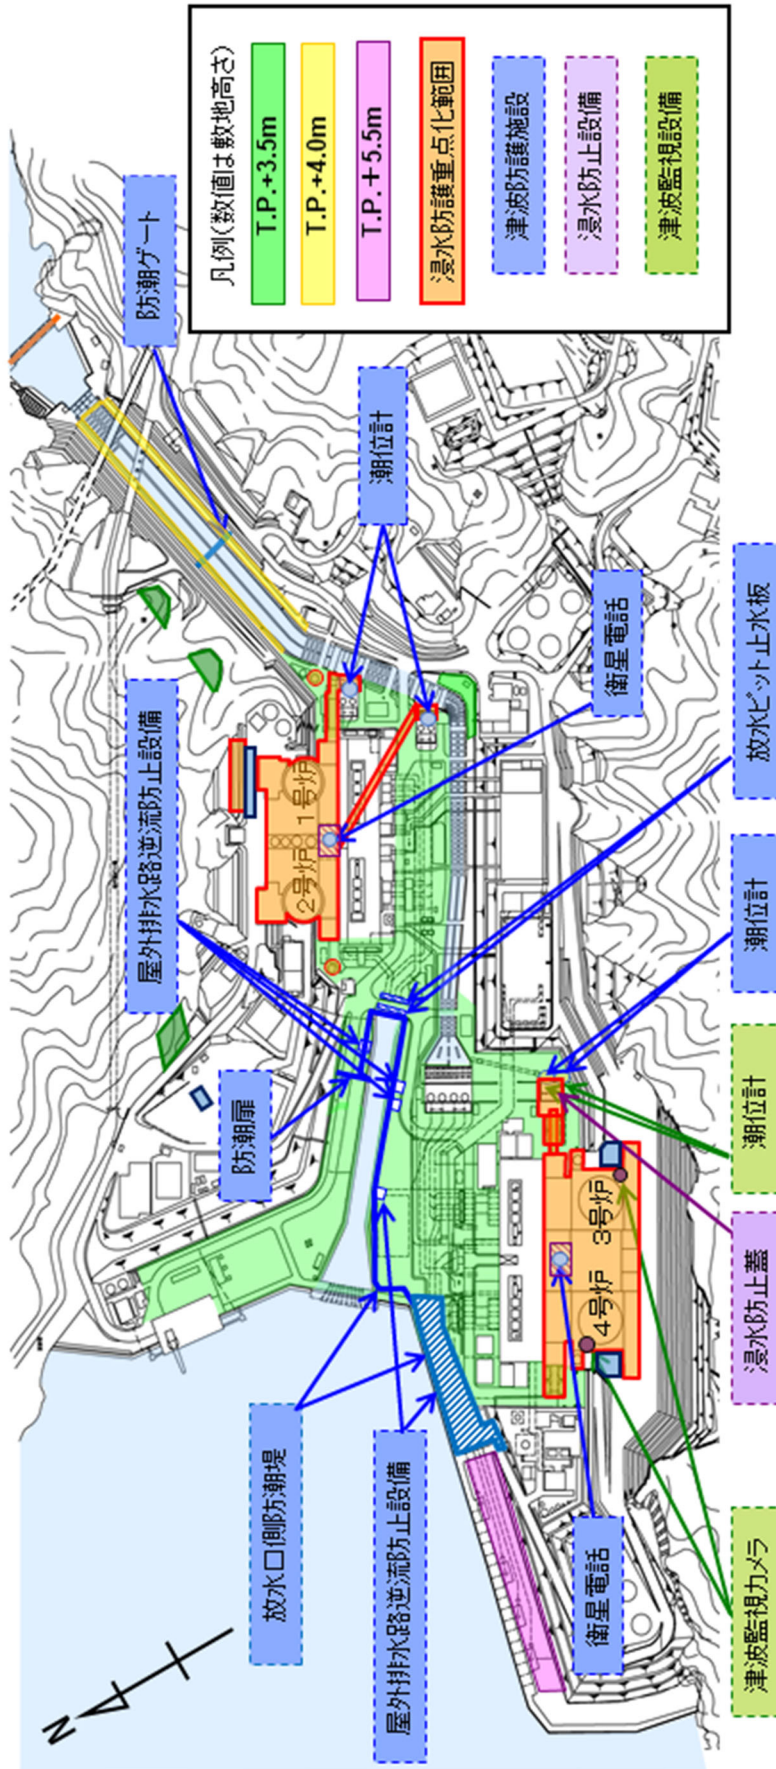 凡例(数値は敷地高さ)
T.P.+3.5m
T.P.+4.0m
T.P.+5.5m
浸水防護重点化範囲
津波防護施設
浸水防止設備
津波監視設備
防潮ゲート
潮位計
衛星電話
屋外排水路逆流防止設備
防潮扉
2号炉
1号炉
放水口側防潮堤
屋外排水路逆流防止設備
4号炉
3号炉
衛星電話
放水ピット止水板
潮位計
潮位計
浸水防止蓋
津波監視カメラ
N